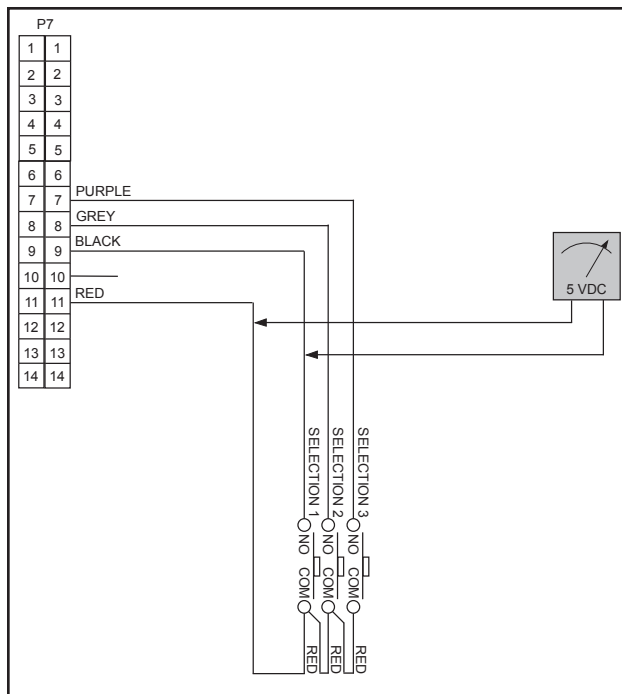 P7
1 1
2 2
3 3
4 4
5 5
6 6
7 7 PURPLE
8 8 GREY
9 9 BLACK
10 10
11 11 RED
12 12
13 13
14 14
5 VDC
SELECTION 1
SELECTION 2
SELECTION 3
NO NO NO
COM COM COM
RED RED RED